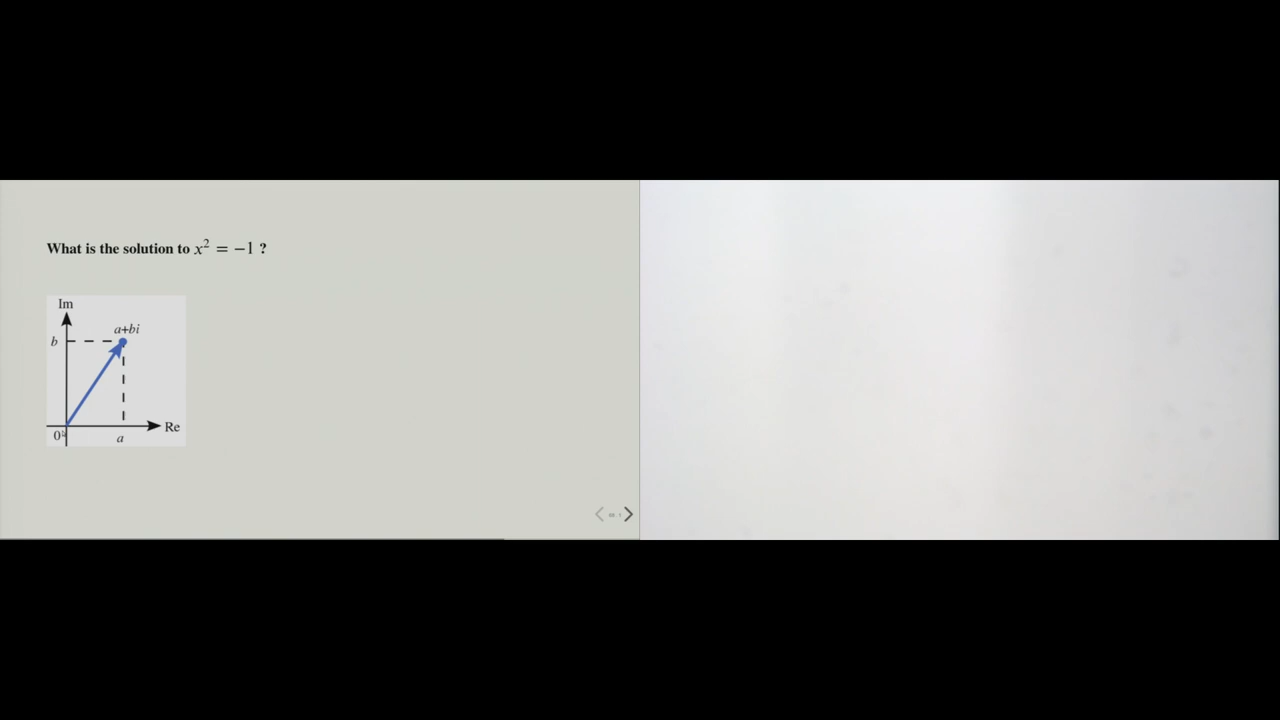 What is the solution to x² = −1 ?
Im
a+bi
b
Re
0
a